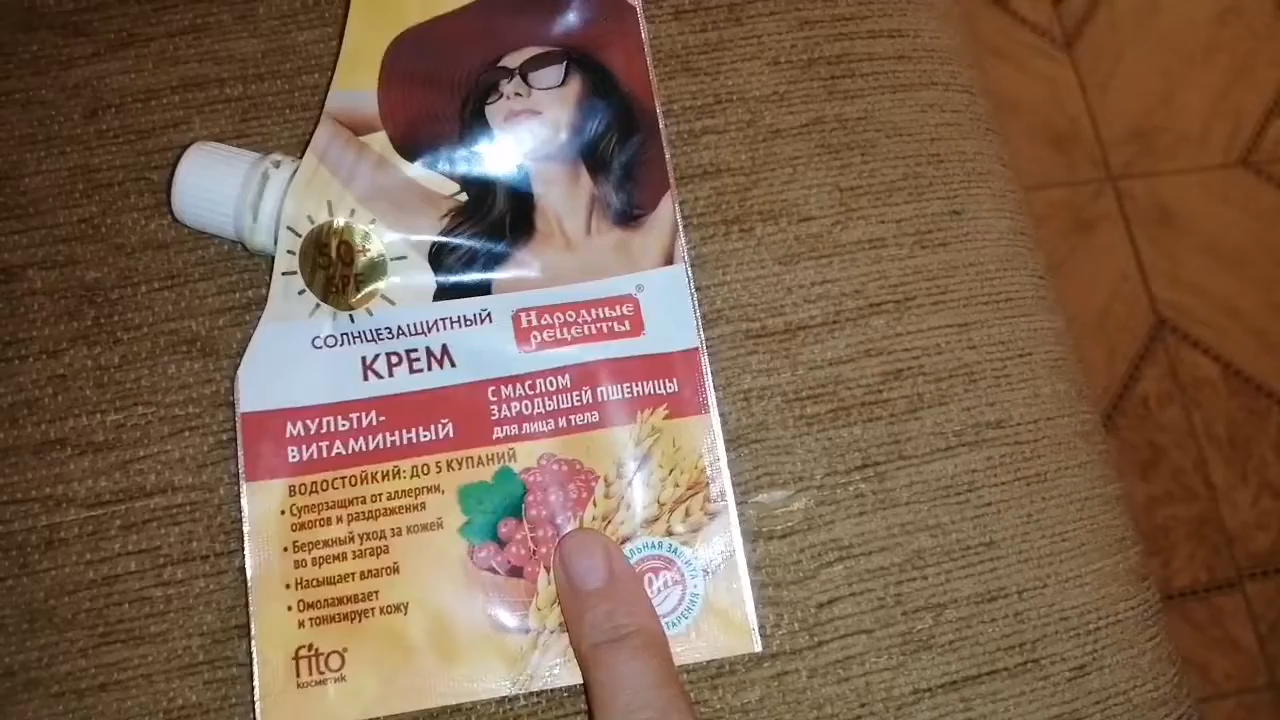 50+
SPF
СОЛНЦЕЗАЩИТНЫЙ
КРЕМ
Народные
рецепты®
МУЛЬТИ-
ВИТАМИННЫЙ
С МАСЛОМ
ЗАРОДЫШЕЙ ПШЕНИЦЫ
для лица и тела
ВОДОСТОЙКИЙ: ДО 5 КУПАНИЙ
• Суперзащита от аллергии,
ожогов и раздражения
• Бережный уход за кожей
во время загара
• Насыщает влагой
• Омолаживает
и тонизирует кожу
fito®
косметик
ЗАЩИТА